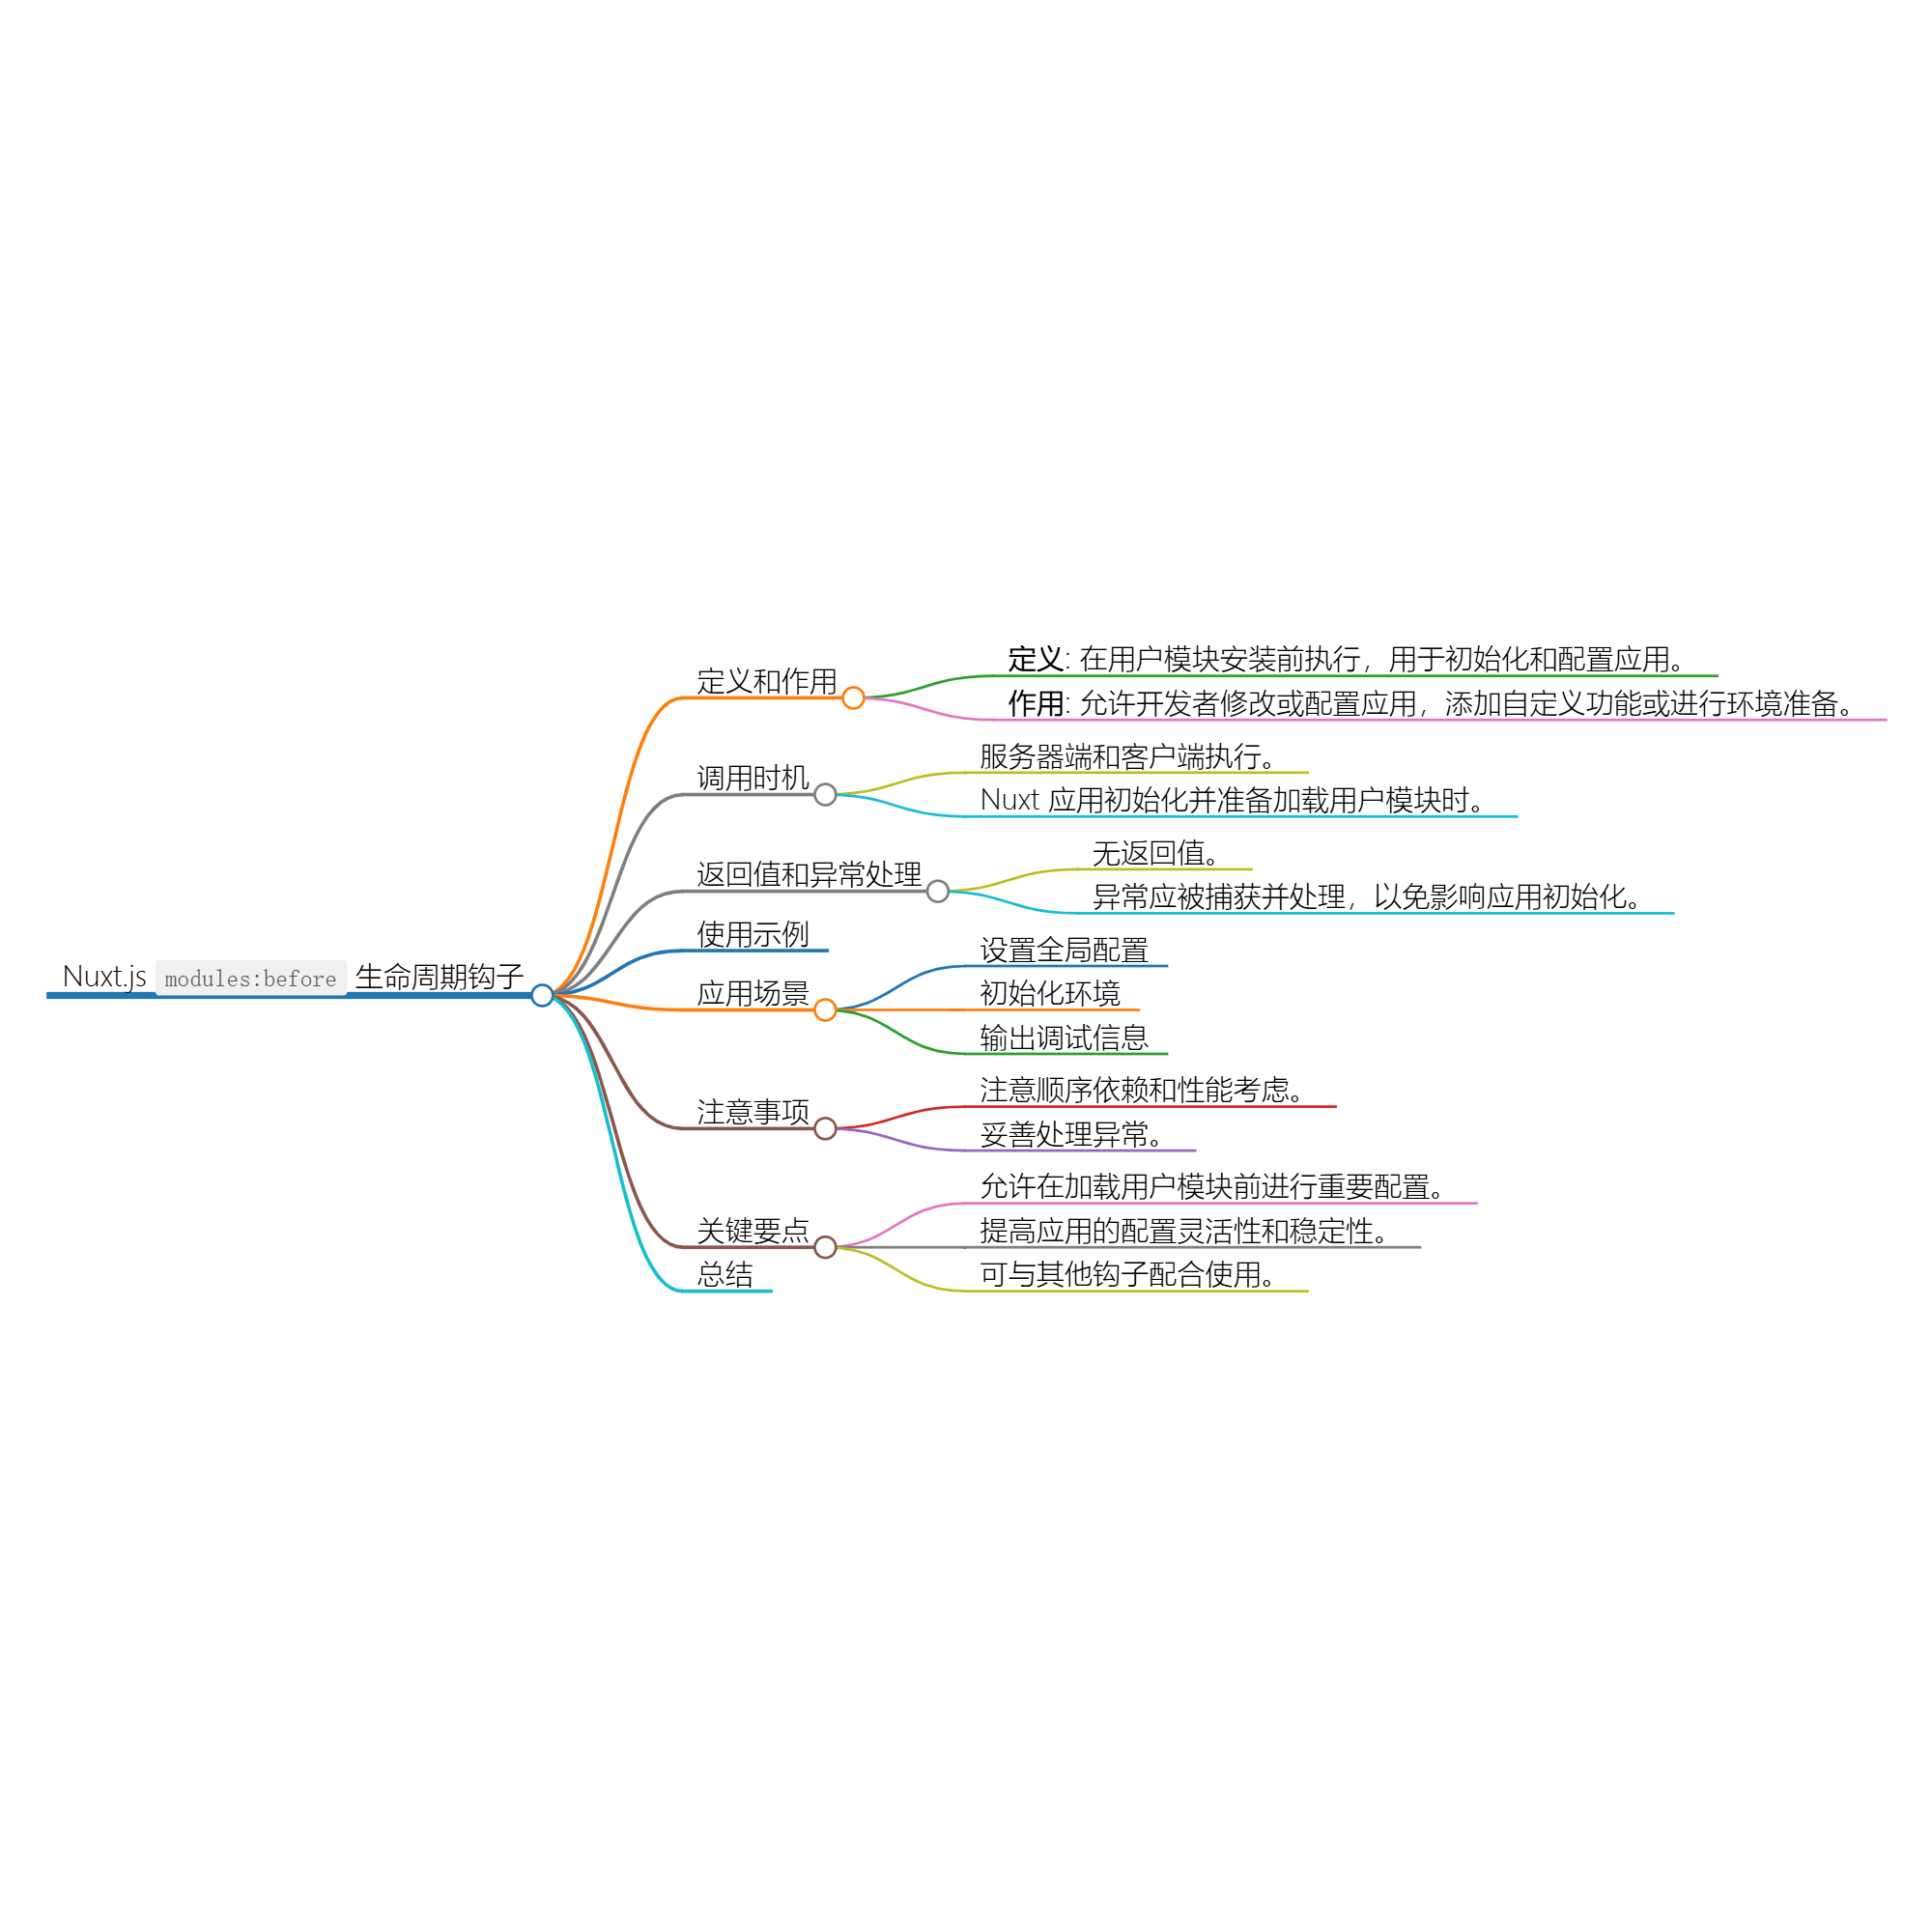 Nuxt.js modules:before 生命周期钩子
定义和作用
定义: 在用户模块安装前执行，用于初始化和配置应用。
作用: 允许开发者修改或配置应用，添加自定义功能或进行环境准备。
调用时机
服务器端和客户端执行。
Nuxt 应用初始化并准备加载用户模块时。
返回值和异常处理
无返回值。
异常应被捕获并处理，以免影响应用初始化。
使用示例
应用场景
设置全局配置
初始化环境
输出调试信息
注意事项
注意顺序依赖和性能考虑。
妥善处理异常。
关键要点
允许在加载用户模块前进行重要配置。
提高应用的配置灵活性和稳定性。
可与其他钩子配合使用。
总结